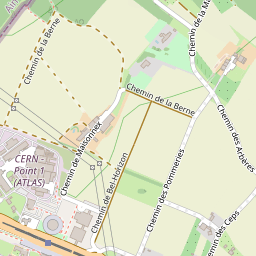 Chemin de la Berne
Chemin de la Ma
Chemin de la Berne
Chemin des Arbères
Chemin de Maisonnex
CERN -
Point 1
(ATLAS)
Chemin de Bel-Horizon
Chemin des Pommeries
Chemin des Ceps